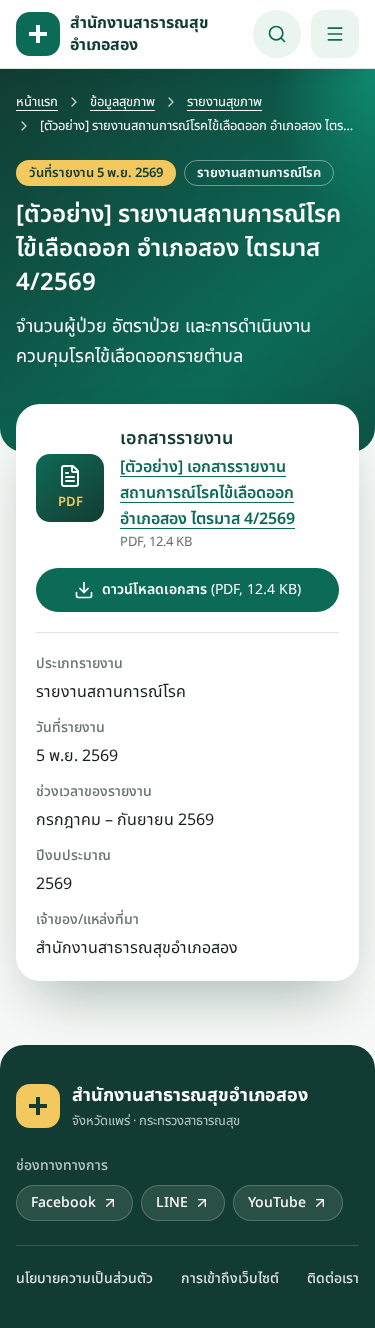 สำนักงานสาธารณสุข
อำเภอสอง
หน้าแรก
ข้อมูลสุขภาพ
รายงานสุขภาพ
[ตัวอย่าง] รายงานสถานการณ์โรคไข้เลือดออก อำเภอสอง ไตร...
วันที่รายงาน 5 พ.ย. 2569
รายงานสถานการณ์โรค
[ตัวอย่าง] รายงานสถานการณ์โรค
ไข้เลือดออก อำเภอสอง ไตรมาส
4/2569
จำนวนผู้ป่วย อัตราป่วย และการดำเนินงาน
ควบคุมโรคไข้เลือดออกรายตำบล
เอกสารรายงาน
PDF
[ตัวอย่าง] เอกสารรายงาน
สถานการณ์โรคไข้เลือดออก
อำเภอสอง ไตรมาส 4/2569
PDF, 12.4 KB
ดาวน์โหลดเอกสาร (PDF, 12.4 KB)
ประเภทรายงาน
รายงานสถานการณ์โรค
วันที่รายงาน
5 พ.ย. 2569
ช่วงเวลาของรายงาน
กรกฎาคม – กันยายน 2569
ปีงบประมาณ
2569
เจ้าของ/แหล่งที่มา
สำนักงานสาธารณสุขอำเภอสอง
สำนักงานสาธารณสุขอำเภอสอง
จังหวัดแพร่ · กระทรวงสาธารณสุข
ช่องทางทางการ
Facebook
LINE
YouTube
นโยบายความเป็นส่วนตัว
การเข้าถึงเว็บไซต์
ติดต่อเรา